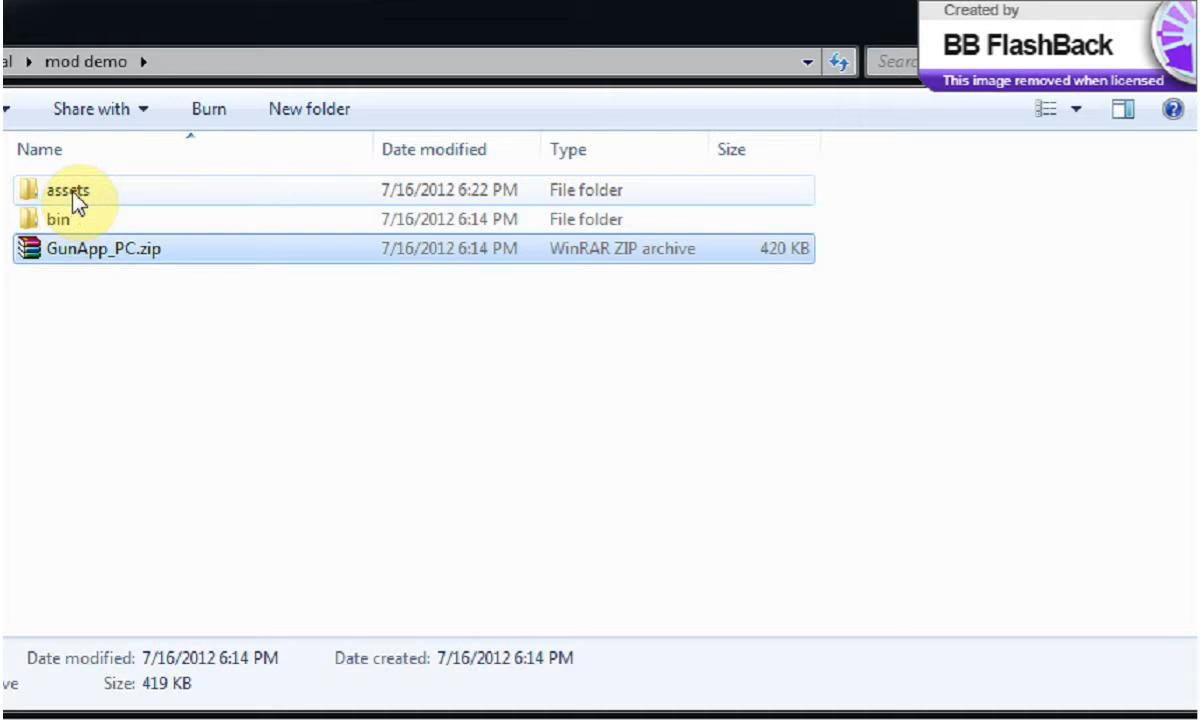 Created by
BB FlashBack
This image removed when licensed
al mod demo Searc
Share with Burn New folder
Name Date modified Type Size
assets 7/16/2012 6:22 PM File folder
bin 7/16/2012 6:14 PM File folder
GunApp_PC.zip 7/16/2012 6:14 PM WinRAR ZIP archive 420 KB
Date modified: 7/16/2012 6:14 PM Date created: 7/16/2012 6:14 PM
ve Size: 419 KB